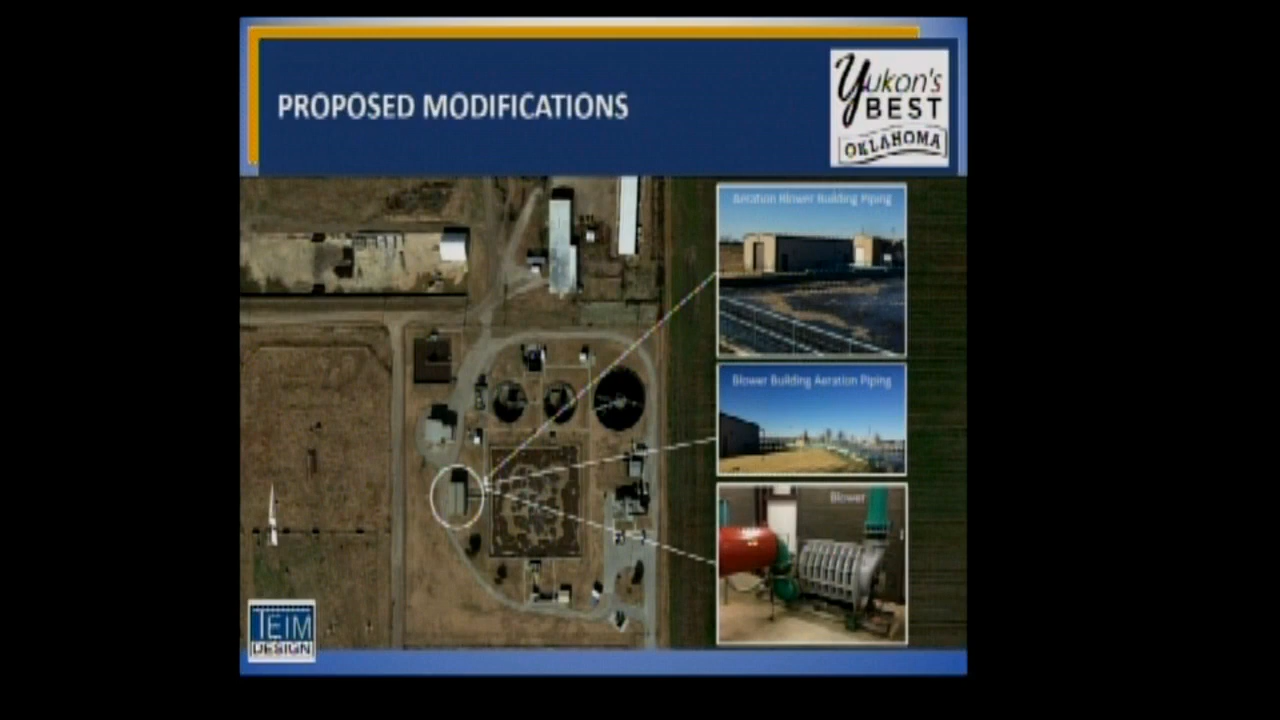 PROPOSED MODIFICATIONS
Yukon's
BEST
OKLAHOMA
Aeration Blower Building Piping
Blower Building Aeration Piping
Blower
TEIM
DESIGN